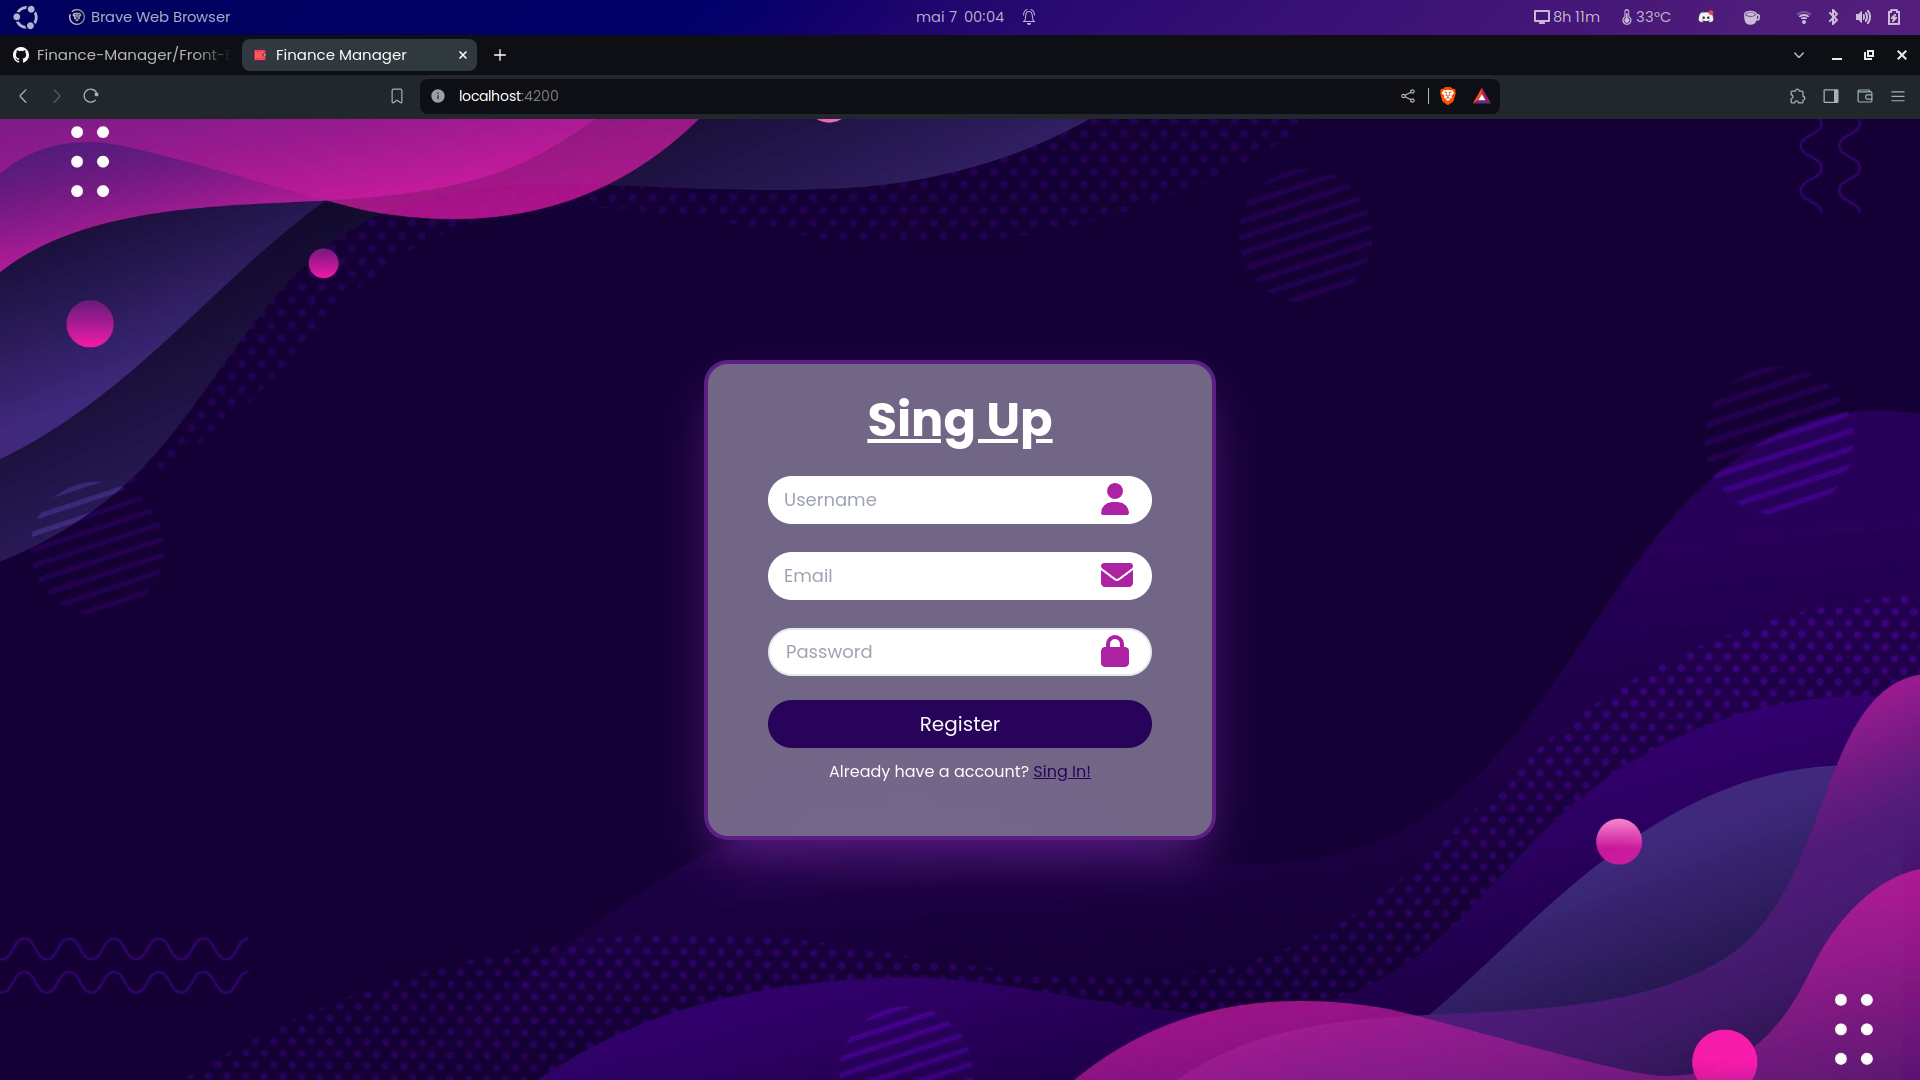 Brave Web Browser
mai 7 00:04
8h 11m
33°C
Finance-Manager/Front-
Finance Manager
localhost:4200
Sing Up
Username
Email
Password
Register
Already have a account? Sing In!